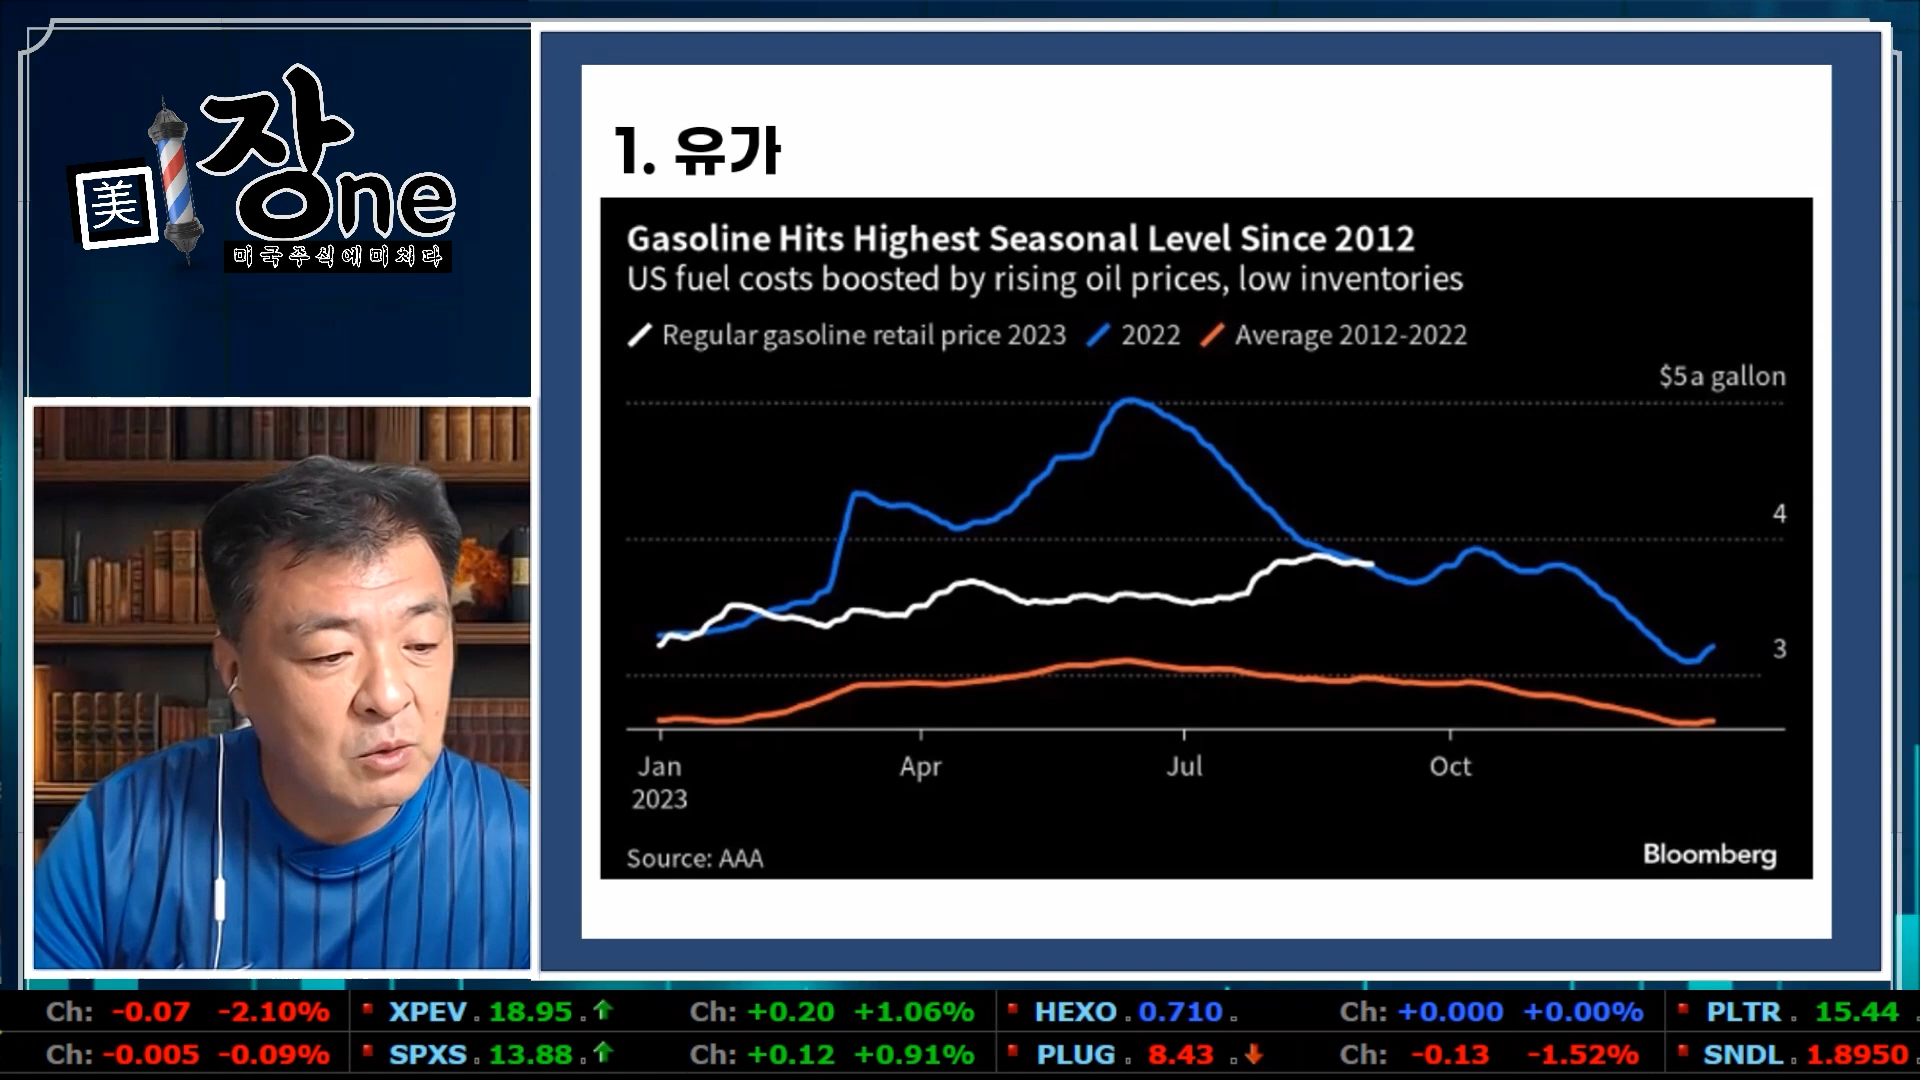 美
장one
미국주식에미치다
1. 유가
Gasoline Hits Highest Seasonal Level Since 2012
US fuel costs boosted by rising oil prices, low inventories
Regular gasoline retail price 2023 2022 Average 2012-2022
$5 a gallon
4
3
Jan Apr Jul Oct
2023
Source: AAA Bloomberg
Ch: -0.07 -2.10% XPEV 18.95 Ch: +0.20 +1.06% HEXO 0.710 Ch: +0.000 +0.00% PLTR 15.44
Ch: -0.005 -0.09% SPXS 13.88 Ch: +0.12 +0.91% PLUG 8.43 Ch: -0.13 -1.52% SNDL 1.8950